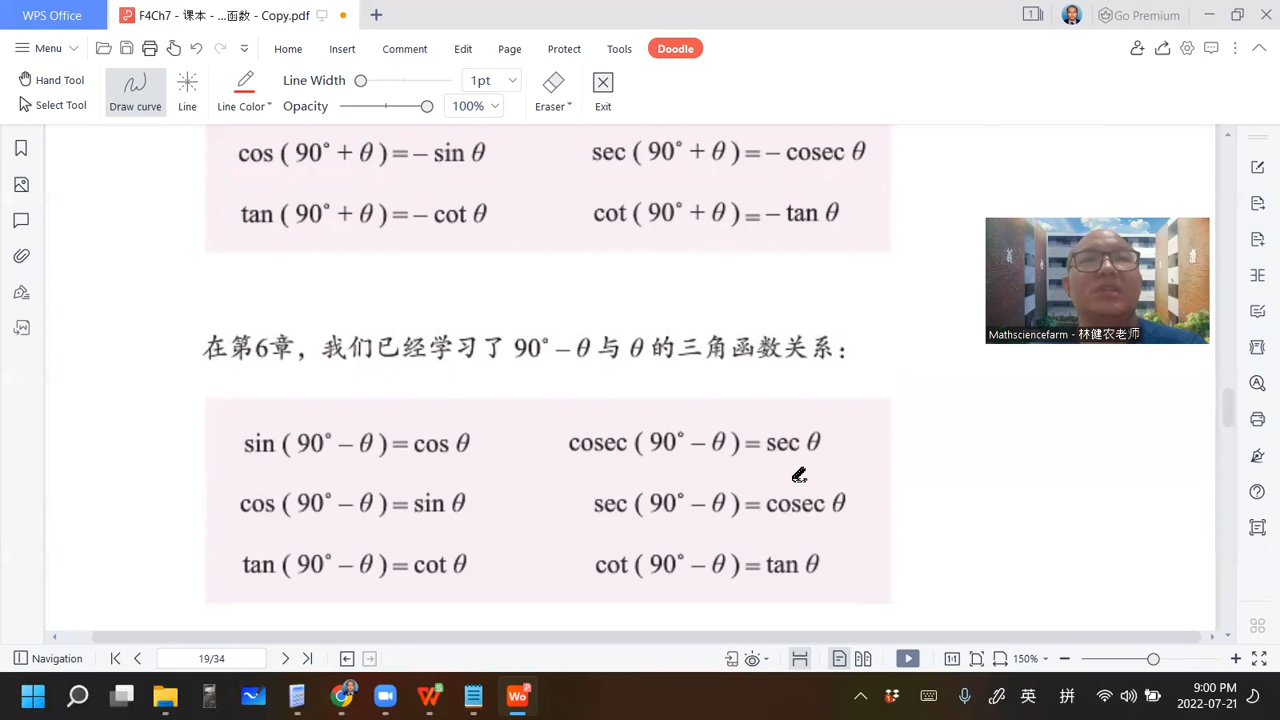 WPS Office
F4Ch7 - 课本 - ...函数 - Copy.pdf
1
Go Premium
Menu
Home
Insert
Comment
Edit
Page
Protect
Tools
Doodle
Hand Tool
Select Tool
Draw curve
Line
Line Color
Line Width
1pt
Opacity
100%
Eraser
Exit
cos ( 90° + θ ) = – sin θ
sec ( 90° + θ ) = – cosec θ
tan ( 90° + θ ) = – cot θ
cot ( 90° + θ ) = – tan θ
Mathsciencefarm - 林健农老师
在第6章，我们已经学习了 90° – θ 与 θ 的三角函数关系：
sin ( 90° – θ ) = cos θ
cosec ( 90° – θ ) = sec θ
cos ( 90° – θ ) = sin θ
sec ( 90° – θ ) = cosec θ
tan ( 90° – θ ) = cot θ
cot ( 90° – θ ) = tan θ
Navigation
19/34
1:1
150%
Wo
英
拼
9:00 PM
2022-07-21